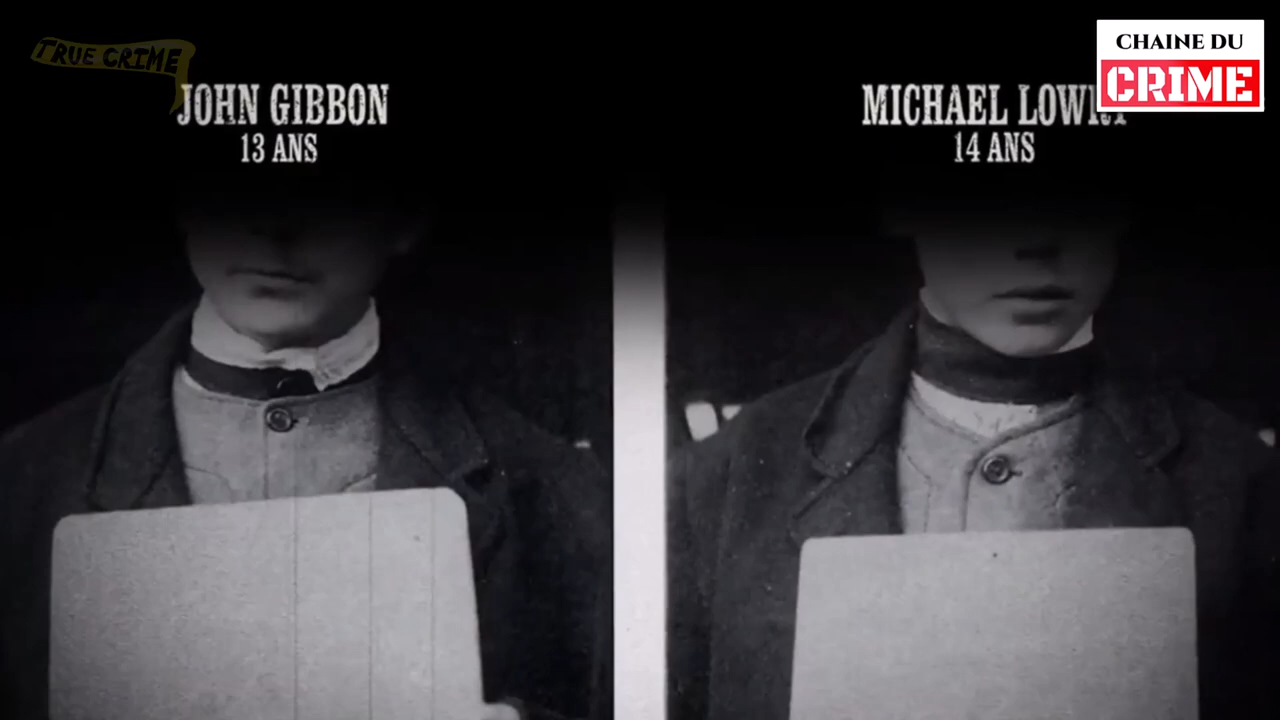 TRUE CRIME
JOHN GIBBON
13 ANS
MICHAEL
14 ANS
CHAINE DU
CRIME